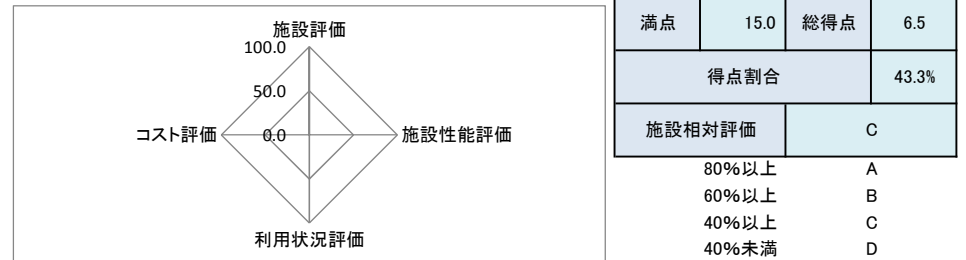 施設評価
100.0
50.0
コスト評価 0.0 施設性能評価
利用状況評価
満点 15.0 総得点 6.5
得点割合 43.3%
施設相対評価 C
80%以上 A
60%以上 B
40%以上 C
40%未満 D